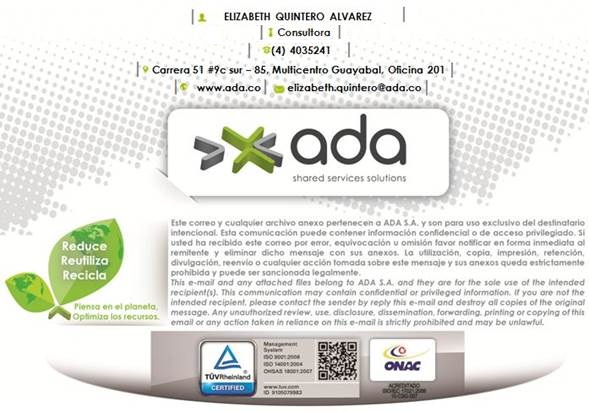 ELIZABETH QUINTERO ALVAREZ
Consultora
(4) 4035241
Carrera 51 #9c sur – 85, Multicentro Guayabal, Oficina 201
www.ada.co
elizabeth.quintero@ada.co
ada
shared services solutions
Reduce
Reutiliza
Recicla
Piensa en el planeta,
Optimiza los recursos.
Este correo y cualquier archivo anexo pertenecen a ADA S.A. y son para uso exclusivo del destinatario
intencional. Esta comunicación puede contener información confidencial o de acceso privilegiado. Si
usted ha recibido este correo por error, equivocación u omisión favor notificar en forma inmediata al
remitente y eliminar dicho mensaje con sus anexos. La utilización, copia, impresión, retención,
divulgación, reenvío o cualquier acción tomada sobre este mensaje y sus anexos queda estrictamente
prohibida y puede ser sancionada legalmente.
This e-mail and any attached files belong to ADA S.A. and they are for the sole use of the intended
recipient(s). This communication may contain confidential or privileged information. If you are not the
intended recipient, please contact the sender by reply this e-mail and destroy all copies of the original
message. Any unauthorized review, use, disclosure, dissemination, forwarding, printing or copying of this
email or any action taken in reliance on this e-mail is strictly prohibited and may be unlawful.
TÜVRheinland
CERTIFIED
Management
System
ISO 9001:2008
ISO 14001:2004
OHSAS 18001:2007
www.tuv.com
ID 9105079983
ONAC
ACREDITADO